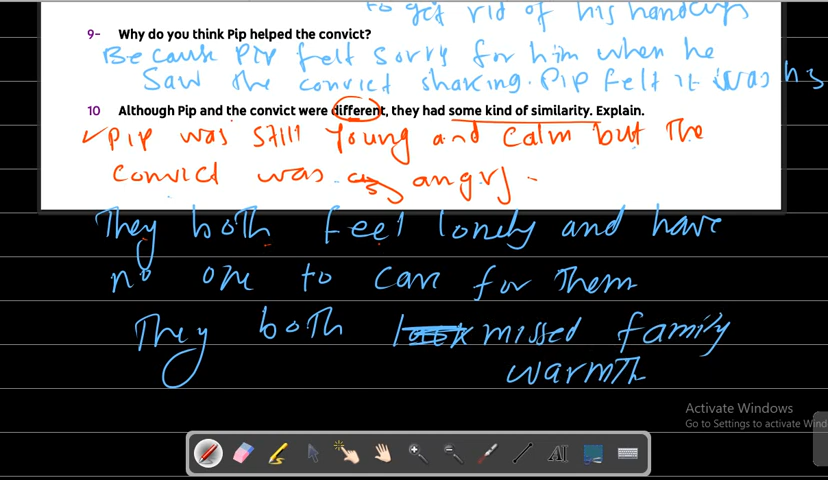 to get rid of his handcuffs
9- Why do you think Pip helped the convict?
Because Pip felt sorry for him when he
saw the convict shaking. Pip felt it was his
10 Although Pip and the convict were different, they had some kind of similarity. Explain.
✓ Pip was still young and calm but the
convict was angry.
They both feel lonely and have
no one to care for them
They both missed family
warmth
Activate Windows
Go to Settings to activate Wind
AI